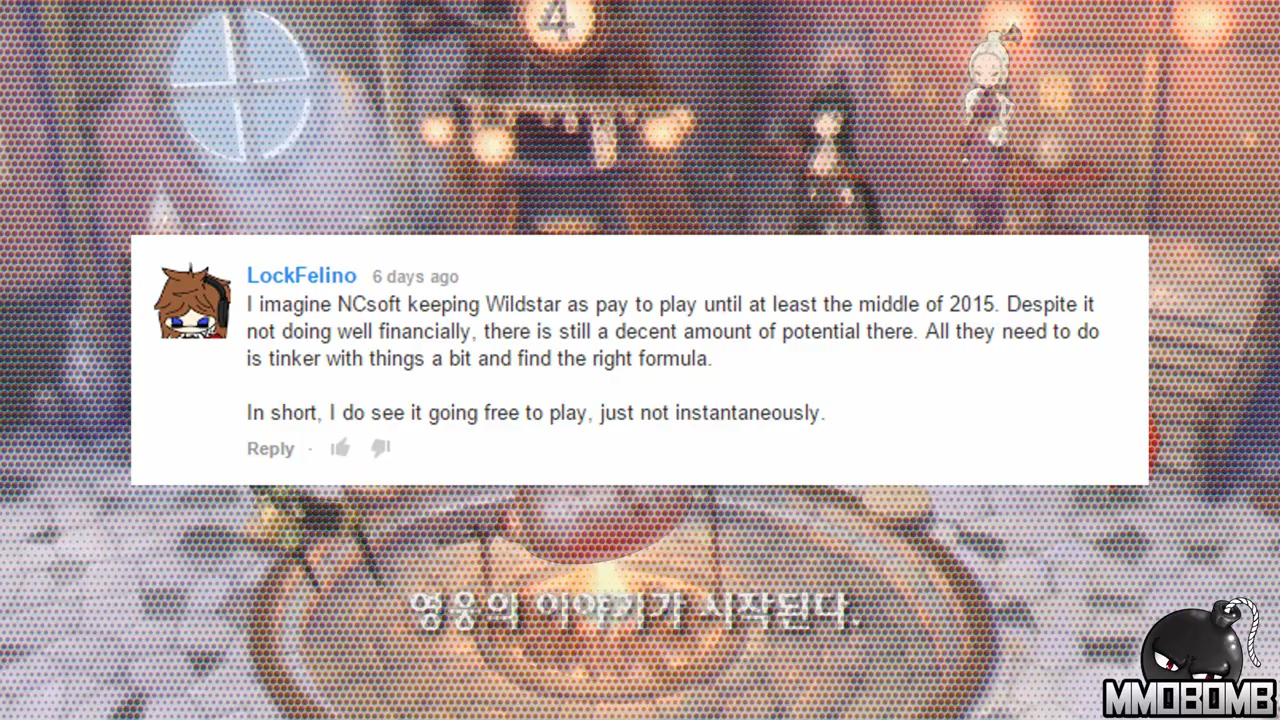 4
LockFelino 6 days ago
I imagine NCsoft keeping Wildstar as pay to play until at least the middle of 2015. Despite it
not doing well financially, there is still a decent amount of potential there. All they need to do
is tinker with things a bit and find the right formula.
In short, I do see it going free to play, just not instantaneously.
Reply ·
영웅의 이야기가 시작된다.
MMOBOMB